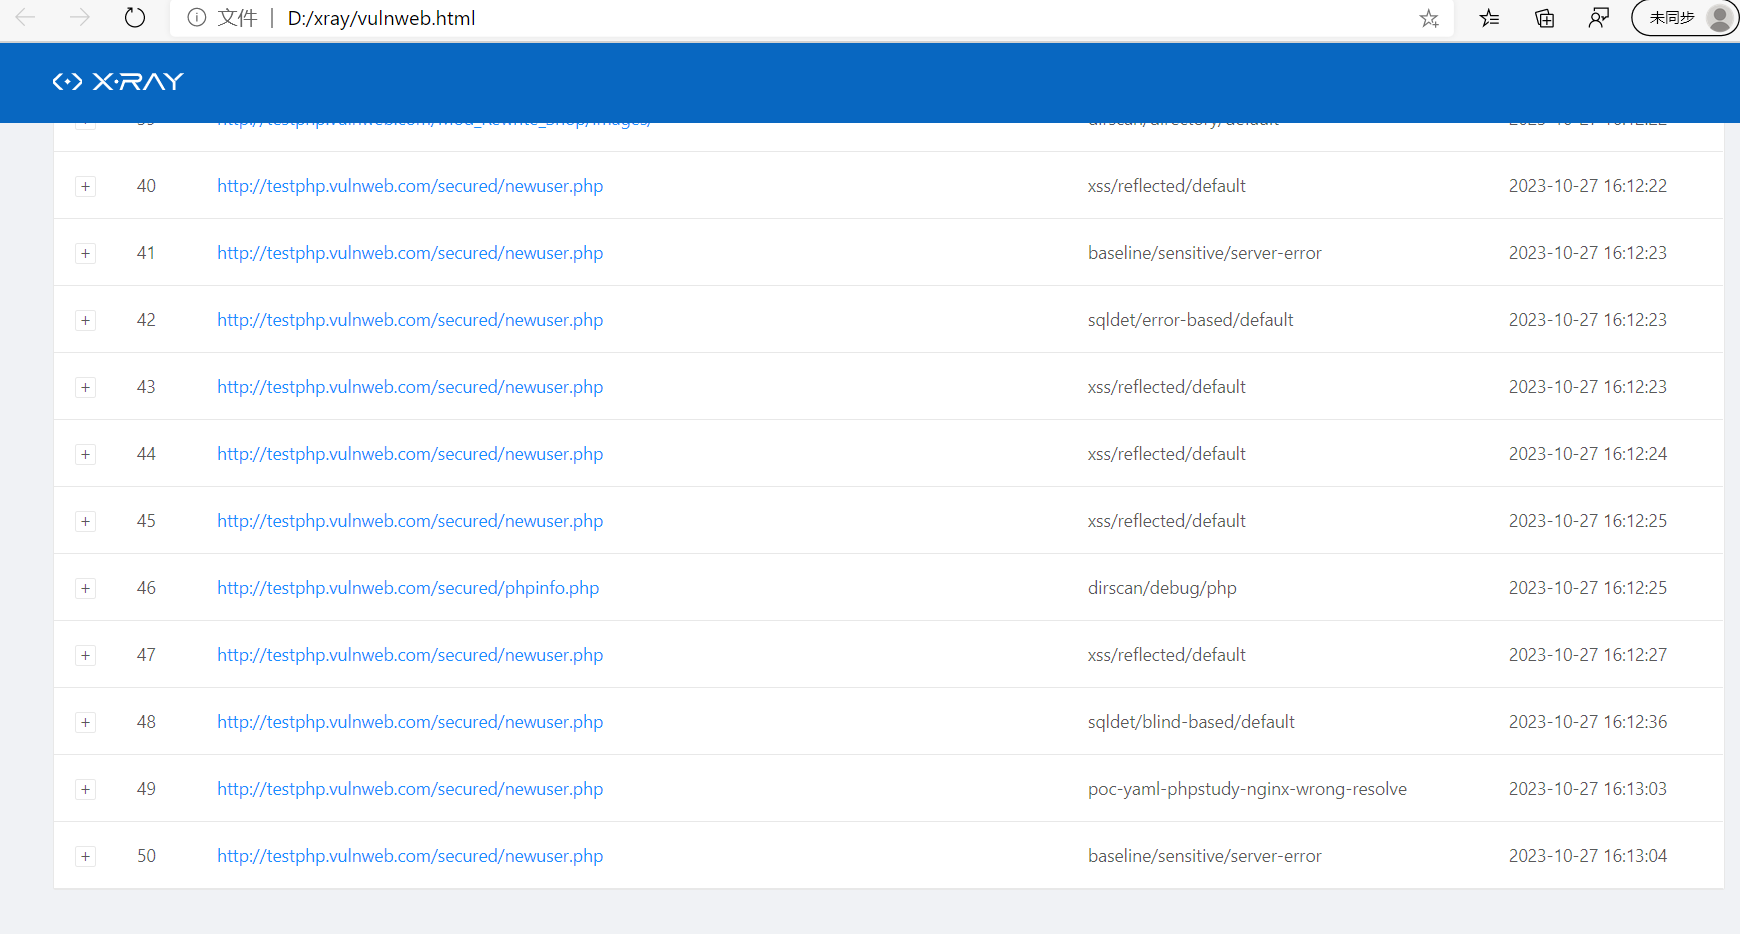 文件 | D:/xray/vulnweb.html 未同步
X·RAY
40 http://testphp.vulnweb.com/secured/newuser.php xss/reflected/default 2023-10-27 16:12:22
41 http://testphp.vulnweb.com/secured/newuser.php baseline/sensitive/server-error 2023-10-27 16:12:23
42 http://testphp.vulnweb.com/secured/newuser.php sqldet/error-based/default 2023-10-27 16:12:23
43 http://testphp.vulnweb.com/secured/newuser.php xss/reflected/default 2023-10-27 16:12:23
44 http://testphp.vulnweb.com/secured/newuser.php xss/reflected/default 2023-10-27 16:12:24
45 http://testphp.vulnweb.com/secured/newuser.php xss/reflected/default 2023-10-27 16:12:25
46 http://testphp.vulnweb.com/secured/phpinfo.php dirscan/debug/php 2023-10-27 16:12:25
47 http://testphp.vulnweb.com/secured/newuser.php xss/reflected/default 2023-10-27 16:12:27
48 http://testphp.vulnweb.com/secured/newuser.php sqldet/blind-based/default 2023-10-27 16:12:36
49 http://testphp.vulnweb.com/secured/newuser.php poc-yaml-phpstudy-nginx-wrong-resolve 2023-10-27 16:13:03
50 http://testphp.vulnweb.com/secured/newuser.php baseline/sensitive/server-error 2023-10-27 16:13:04